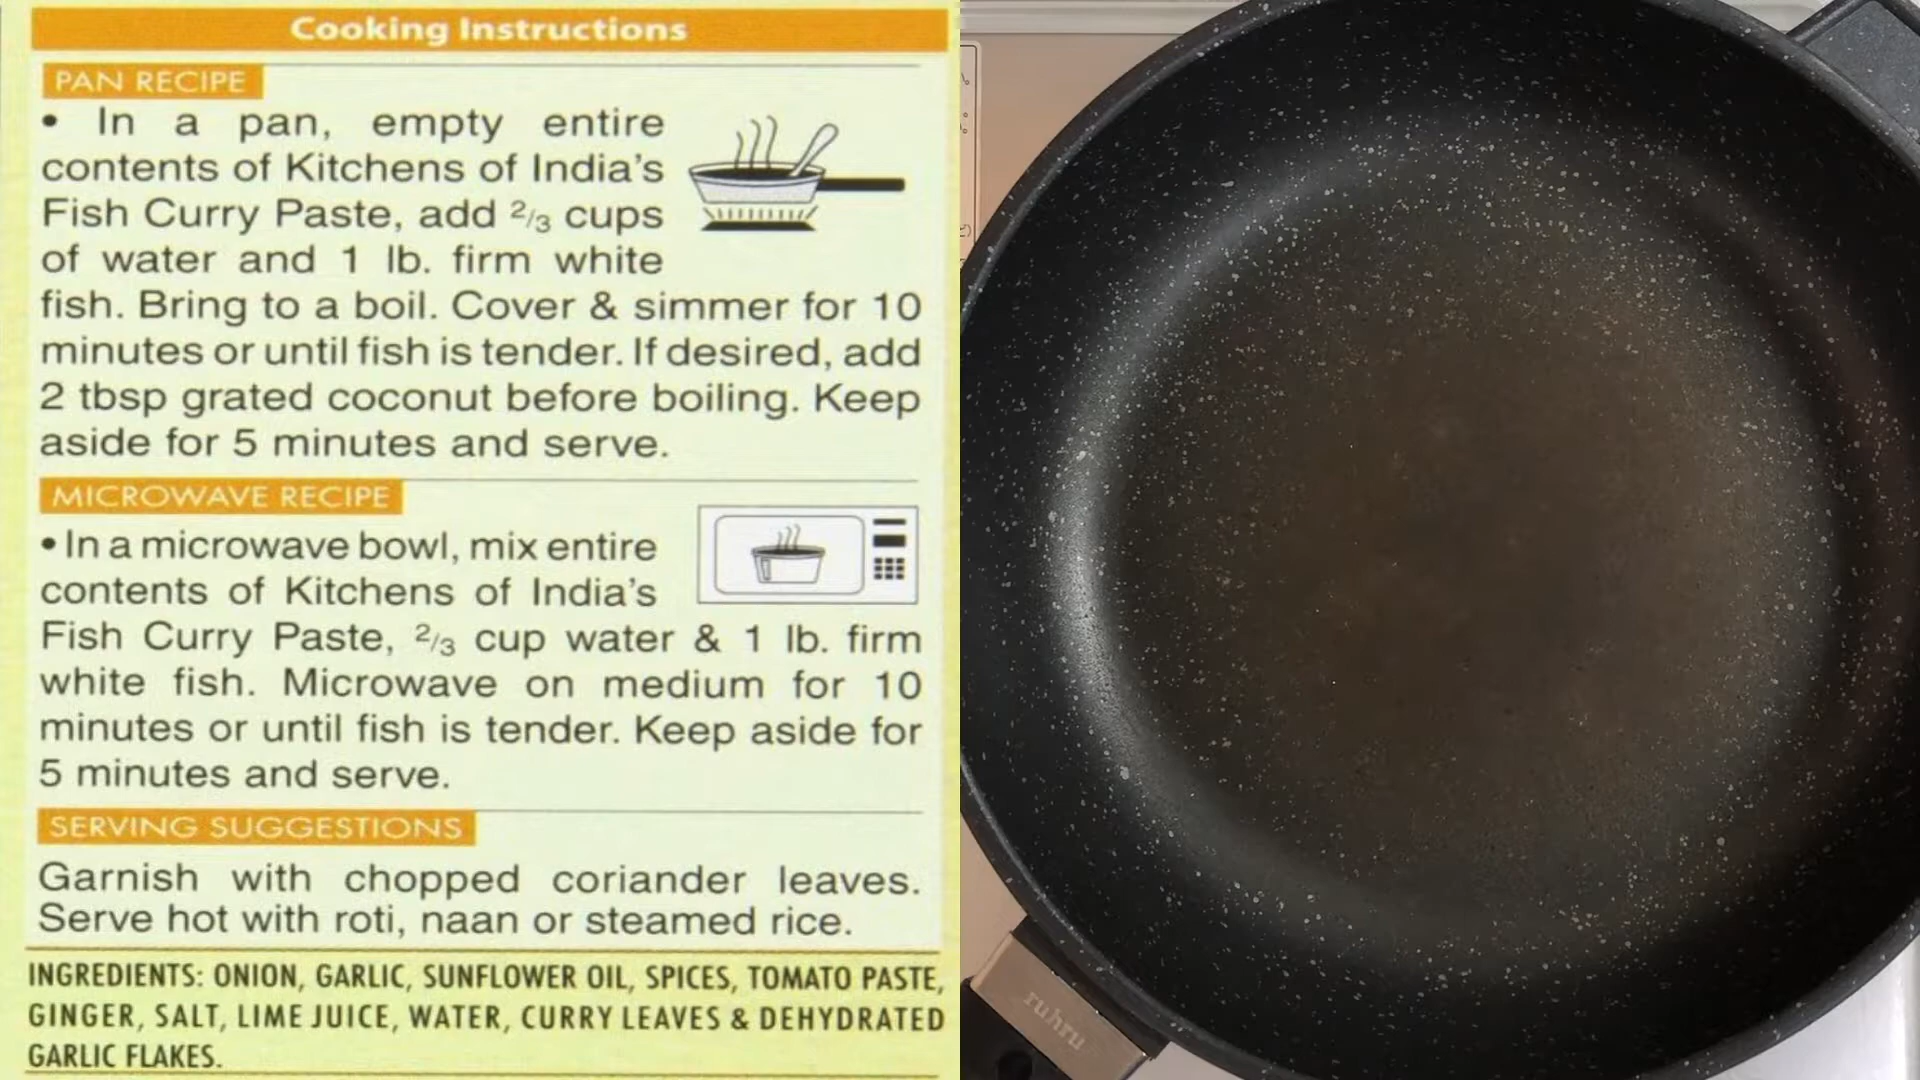 Cooking Instructions
PAN RECIPE
• In a pan, empty entire
contents of Kitchens of India's
Fish Curry Paste, add 2/3 cups
of water and 1 lb. firm white
fish. Bring to a boil. Cover & simmer for 10
minutes or until fish is tender. If desired, add
2 tbsp grated coconut before boiling. Keep
aside for 5 minutes and serve.
MICROWAVE RECIPE
• In a microwave bowl, mix entire
contents of Kitchens of India's
Fish Curry Paste, 2/3 cup water & 1 lb. firm
white fish. Microwave on medium for 10
minutes or until fish is tender. Keep aside for
5 minutes and serve.
SERVING SUGGESTIONS
Garnish with chopped coriander leaves.
Serve hot with roti, naan or steamed rice.
INGREDIENTS: ONION, GARLIC, SUNFLOWER OIL, SPICES, TOMATO PASTE,
GINGER, SALT, LIME JUICE, WATER, CURRY LEAVES & DEHYDRATED
GARLIC FLAKES.
ruhru